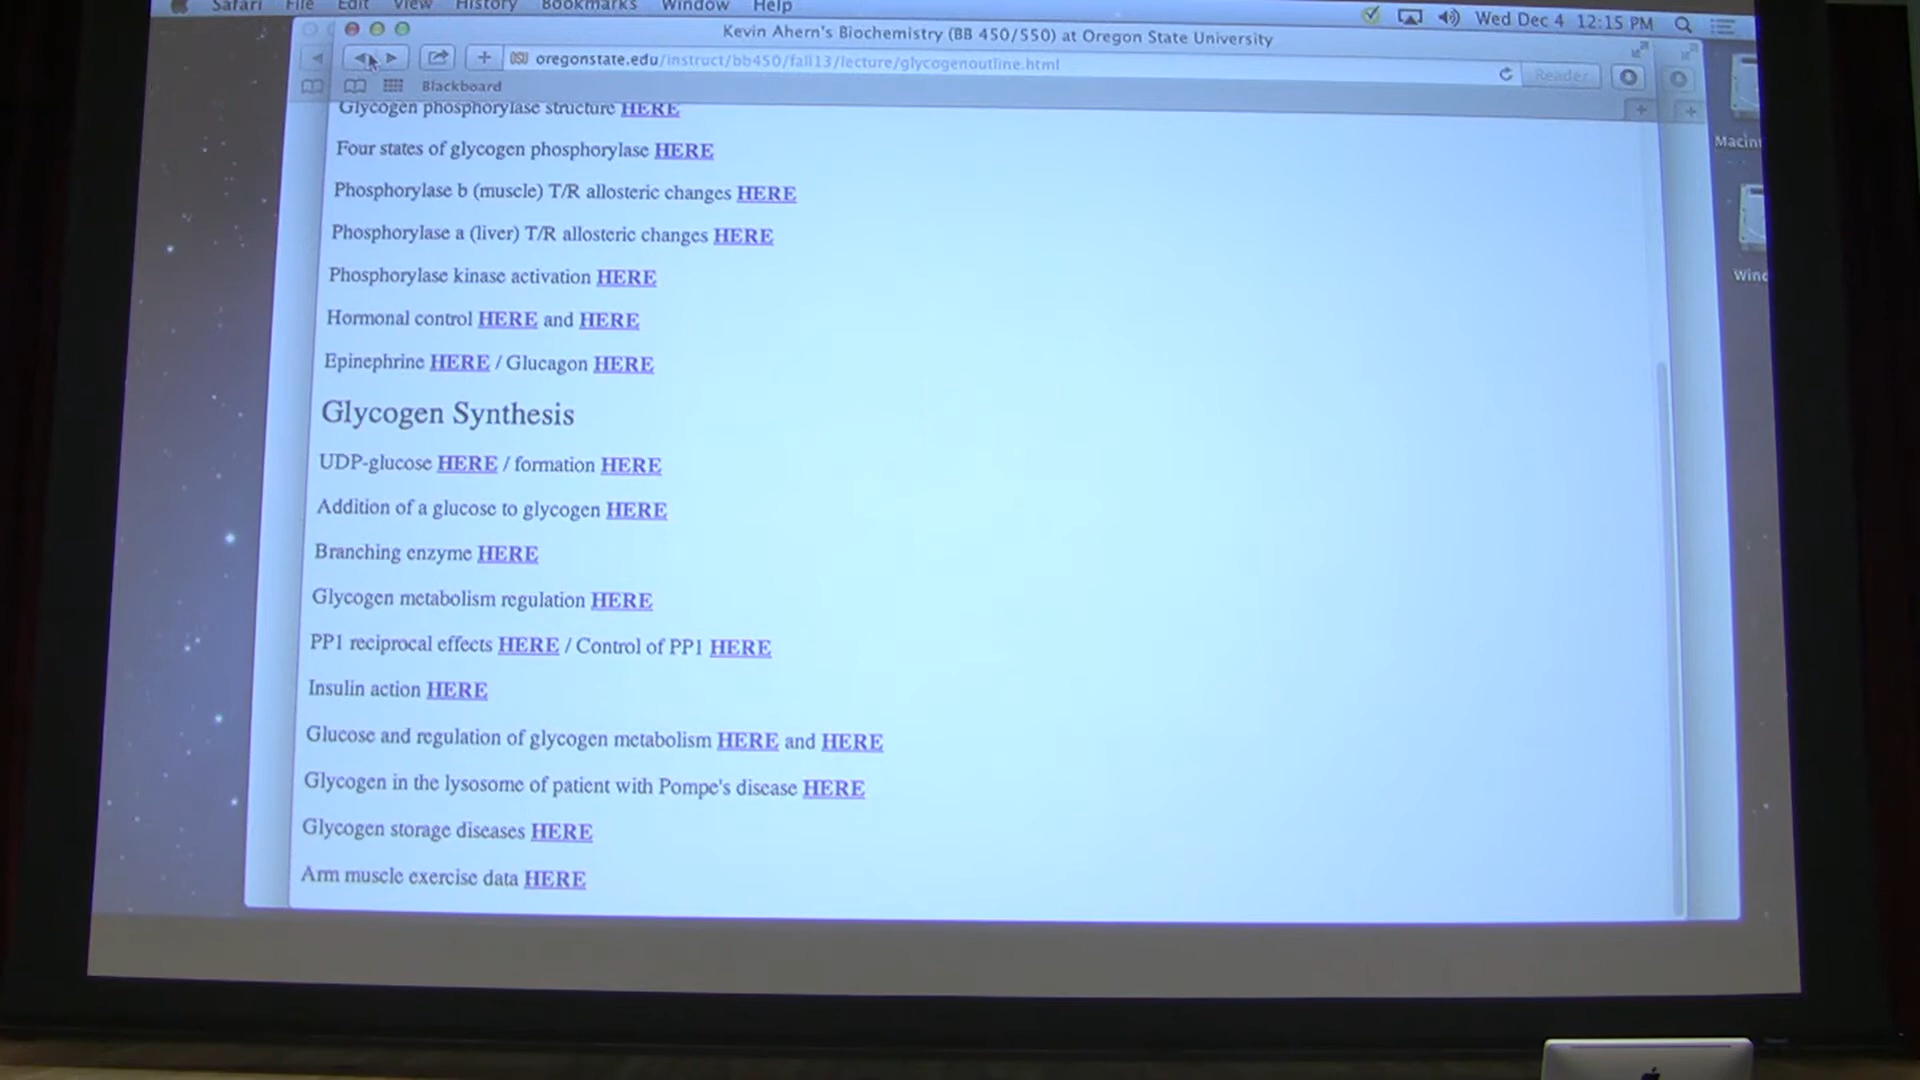 Safari File Edit View History Bookmarks Window Help Wed Dec 4 12:15 PM
Kevin Ahern's Biochemistry (BB 450/550) at Oregon State University
oregonstate.edu/instruct/bb450/fall13/lecture/glycogenoutline.html Reader
Blackboard
Glycogen phosphorylase structure HERE
Four states of glycogen phosphorylase HERE
Phosphorylase b (muscle) T/R allosteric changes HERE
Phosphorylase a (liver) T/R allosteric changes HERE
Phosphorylase kinase activation HERE
Hormonal control HERE and HERE
Epinephrine HERE / Glucagon HERE
Glycogen Synthesis
UDP-glucose HERE / formation HERE
Addition of a glucose to glycogen HERE
Branching enzyme HERE
Glycogen metabolism regulation HERE
PP1 reciprocal effects HERE / Control of PP1 HERE
Insulin action HERE
Glucose and regulation of glycogen metabolism HERE and HERE
Glycogen in the lysosome of patient with Pompe's disease HERE
Glycogen storage diseases HERE
Arm muscle exercise data HERE